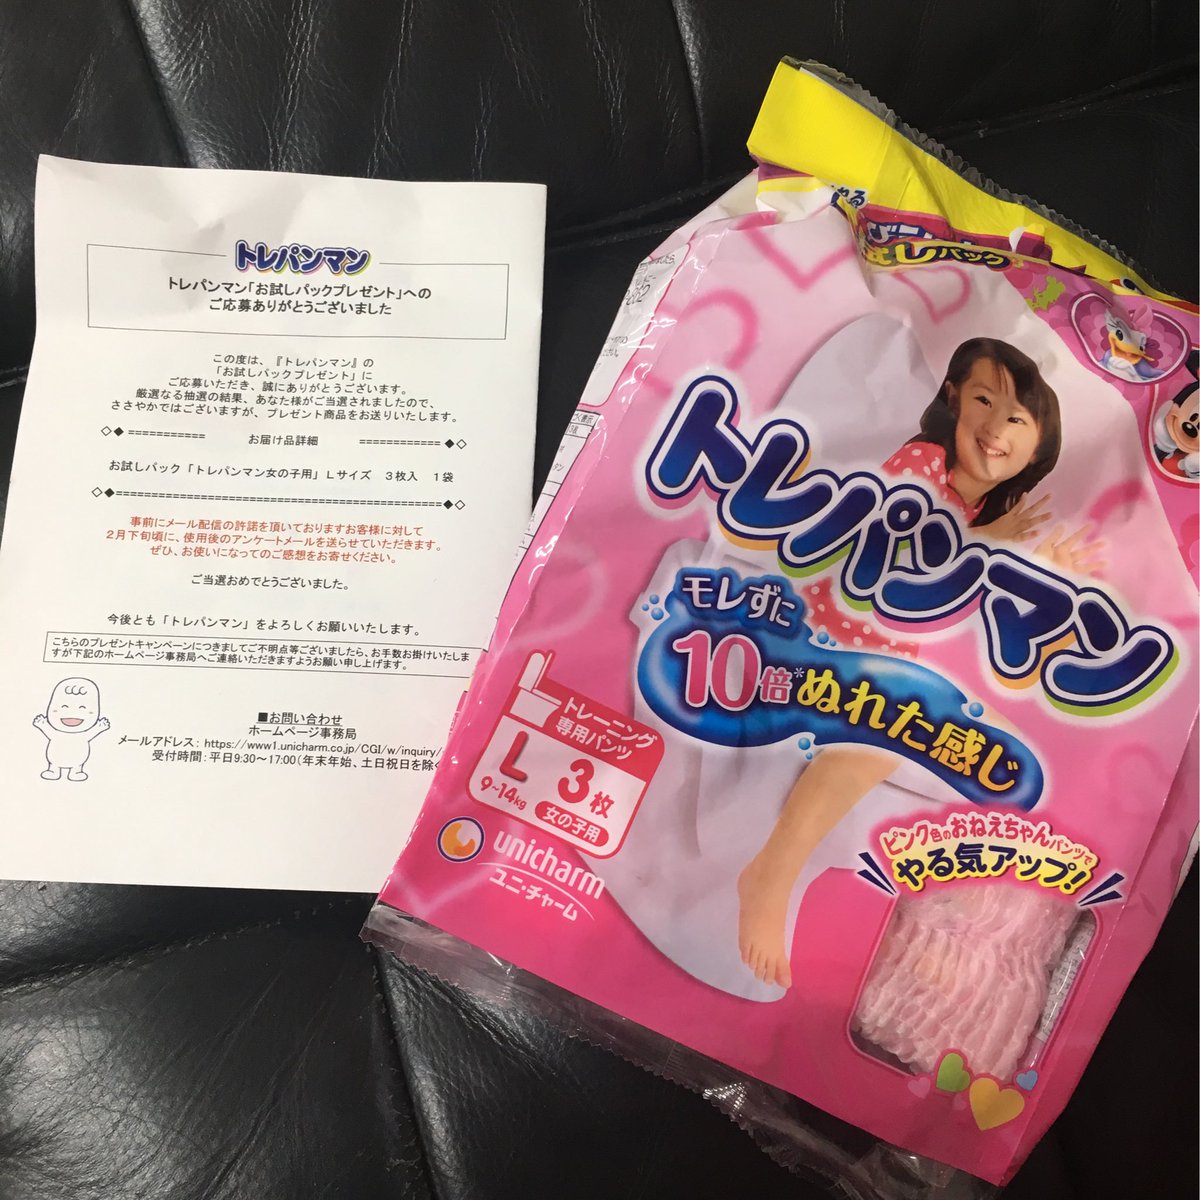 トレパンマン
トレパンマン「お試しパックプレゼント」への
ご応募ありがとうございました
この度は、『トレパンマン』の
「お試しパックプレゼント」に
ご応募いただき、誠にありがとうございます。
厳選なる抽選の結果、あなた様がご当選されましたので、
ささやかではございますが、プレゼント商品をお送りいたします。
◇◆ =========== お届け品詳細 ============ ◆◇
お試しパック「トレパンマン女の子用」Lサイズ 3枚入 1袋
◇◆================================================◆◇
事前にメール配信の許諾を頂いておりますお客様に対して
2月下旬頃に、使用後のアンケートメールを送らせていただきます。
ぜひ、お使いになってのご感想をお寄せください。
ご当選おめでとうございました。
今後とも「トレパンマン」をよろしくお願いいたします。
こちらのプレゼントキャンペーンにつきましてご不明点等ございましたら、お手数お掛けいたしま
すが下記のホームページ事務局へご連絡いただきますようお願い申し上げます。
■お問い合わせ
ホームページ事務局
メールアドレス: https://www1.unicharm.co.jp/CGI/w/inquiry/
受付時間:平日9:30～17:00(年末年始、土日祝日を除く
試しパック
トレパンマン
モレずに
10倍*ぬれた感じ
トレーニング
専用パンツ
L 3枚
9~14kg 女の子用
unicharm
ユニ・チャーム
ピンク色のおねえちゃんパンツで
やる気アップ!